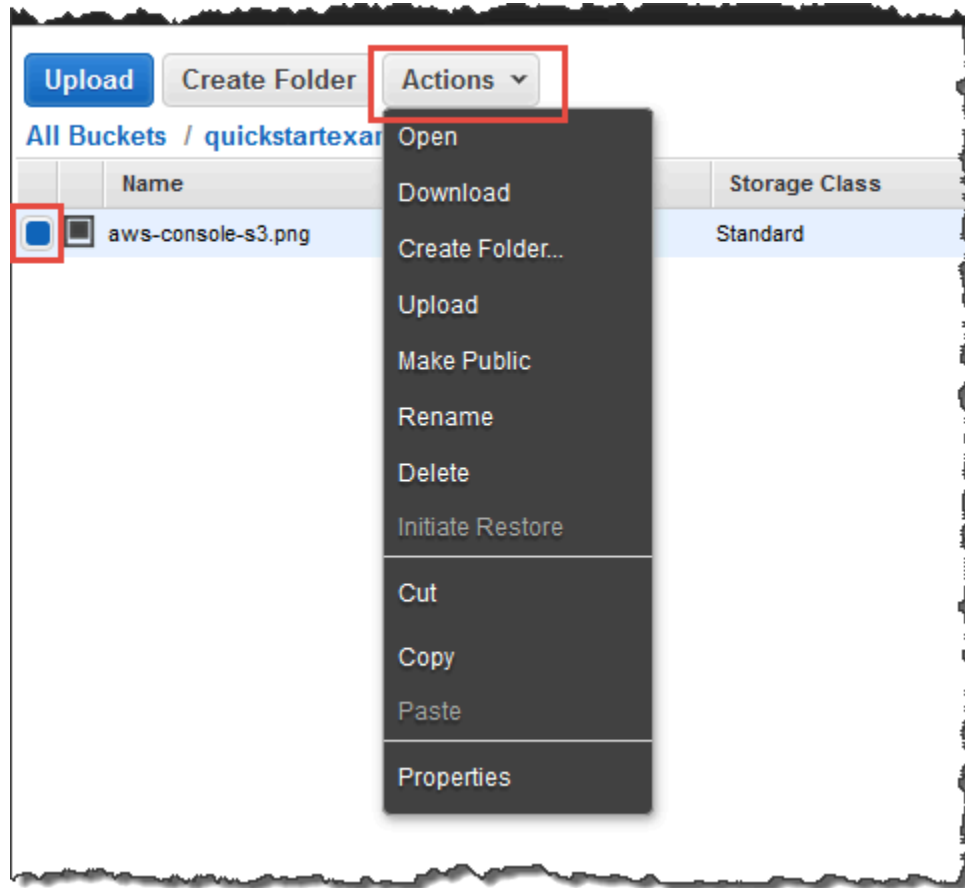 Upload Create Folder Actions
All Buckets / quickstartexa
Name Storage Class
aws-console-s3.png Standard
Open
Download
Create Folder...
Upload
Make Public
Rename
Delete
Initiate Restore
Cut
Copy
Paste
Properties